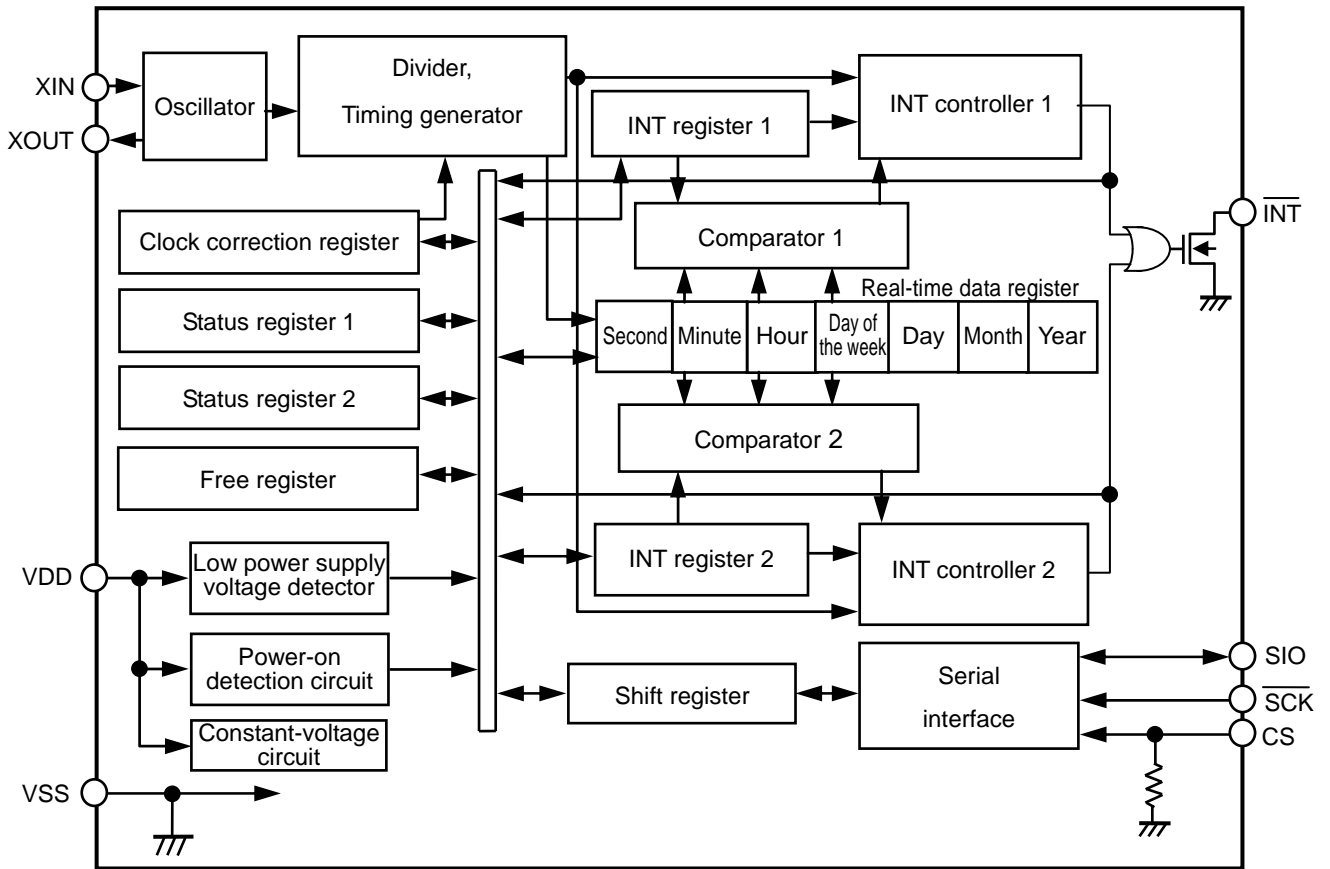 XIN
XOUT
Oscillator
Divider,
Timing generator
INT register 1
INT controller 1
INT
Clock correction register
Comparator 1
Status register 1
Real-time data register
Second
Minute
Hour
Day of
the week
Day
Month
Year
Status register 2
Comparator 2
Free register
VDD
Low power supply
voltage detector
INT register 2
INT controller 2
Power-on
detection circuit
Shift register
Serial
interface
SIO
SCK
CS
Constant-voltage
circuit
VSS